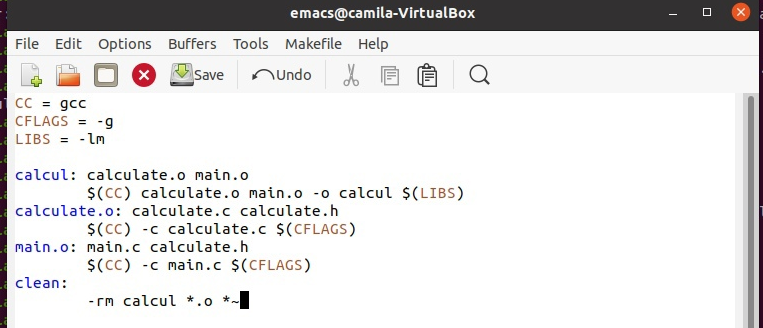 emacs@camila-VirtualBox
File Edit Options Buffers Tools Makefile Help
Save Undo
CC = gcc
CFLAGS = -g
LIBS = -lm
calcul: calculate.o main.o
$(CC) calculate.o main.o -o calcul $(LIBS)
calculate.o: calculate.c calculate.h
$(CC) -c calculate.c $(CFLAGS)
main.o: main.c calculate.h
$(CC) -c main.c $(CFLAGS)
clean:
-rm calcul *.o *~